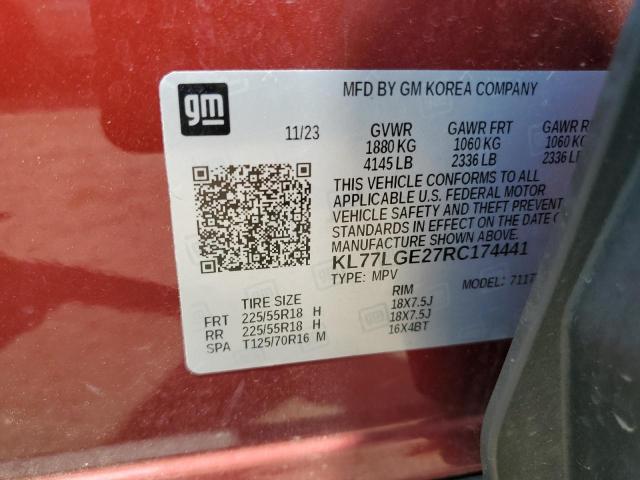 gm
MFD BY GM KOREA COMPANY
11/23 GVWR GAWR FRT GAWR R
1880 KG 1060 KG 1060 KG
4145 LB 2336 LB 2336 LB
THIS VEHICLE CONFORMS TO ALL
APPLICABLE U.S. FEDERAL MOTOR
VEHICLE SAFETY AND THEFT PREVENT
STANDARDS IN EFFECT ON THE DATE
MANUFACTURE SHOWN ABOVE.
KL77LGE27RC174441
TYPE: MPV MODEL: 7117
TIRE SIZE RIM
FRT 225/55R18 H 18X7.5J
RR 225/55R18 H 18X7.5J
SPA T125/70R16 M 16X4BT